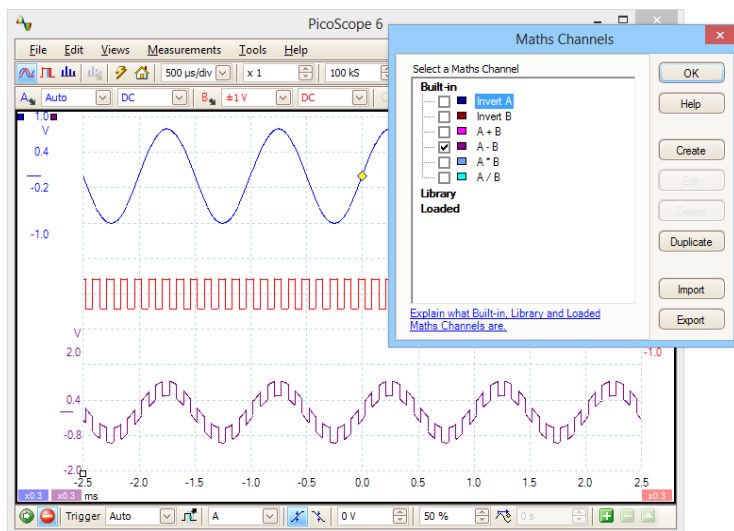 PicoScope 6
File Edit Views Measurements Tools Help
500 µs/div x 1 100 kS
A Auto DC B ±1 V DC
1.0
V
0.4
-0.2
-1.0
V
2.0
0.4
-0.8
-2.0
-1.0
-2.5 -2.0 -1.5 -1.0 -0.5 0.0 0.5 1.0 1.5 2.0 2.5
x0.3 x0.3 ms x0.3
Trigger Auto A 0 V 50 % 0 s
Maths Channels
Select a Maths Channel
Built-in
Invert A
Invert B
A + B
A - B
A * B
A / B
Library
Loaded
Explain what Built-in, Library and Loaded
Maths Channels are.
OK
Help
Create
Edit
Delete
Duplicate
Import
Export